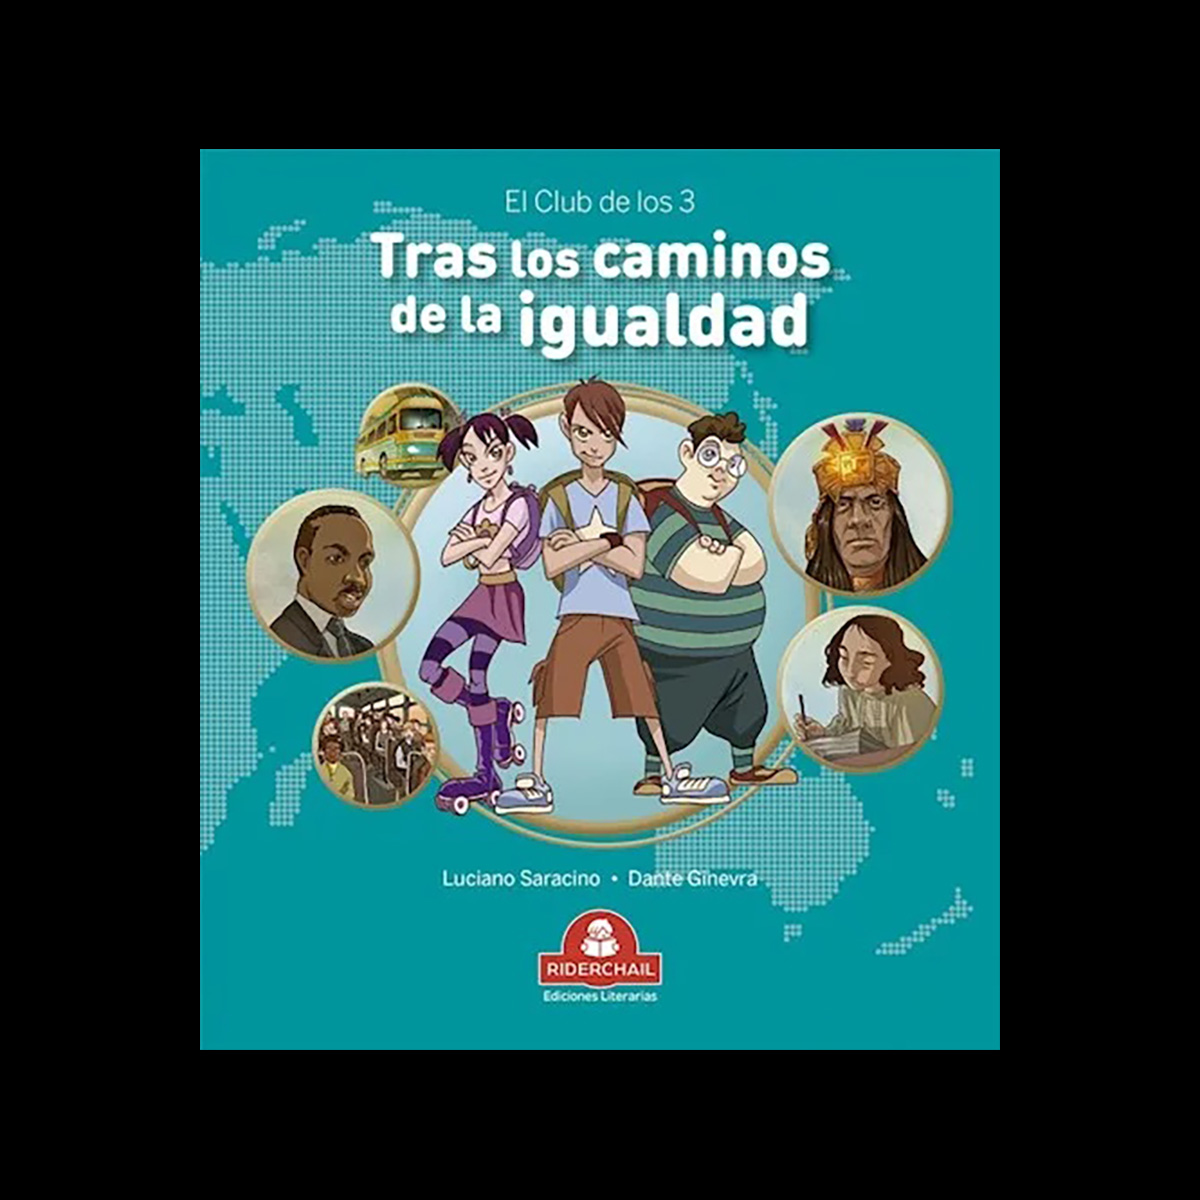 El Club de los 3
Tras los caminos
de la igualdad
Luciano Saracino • Dante Ginevra
RIDERCHAIL
Ediciones Literarias